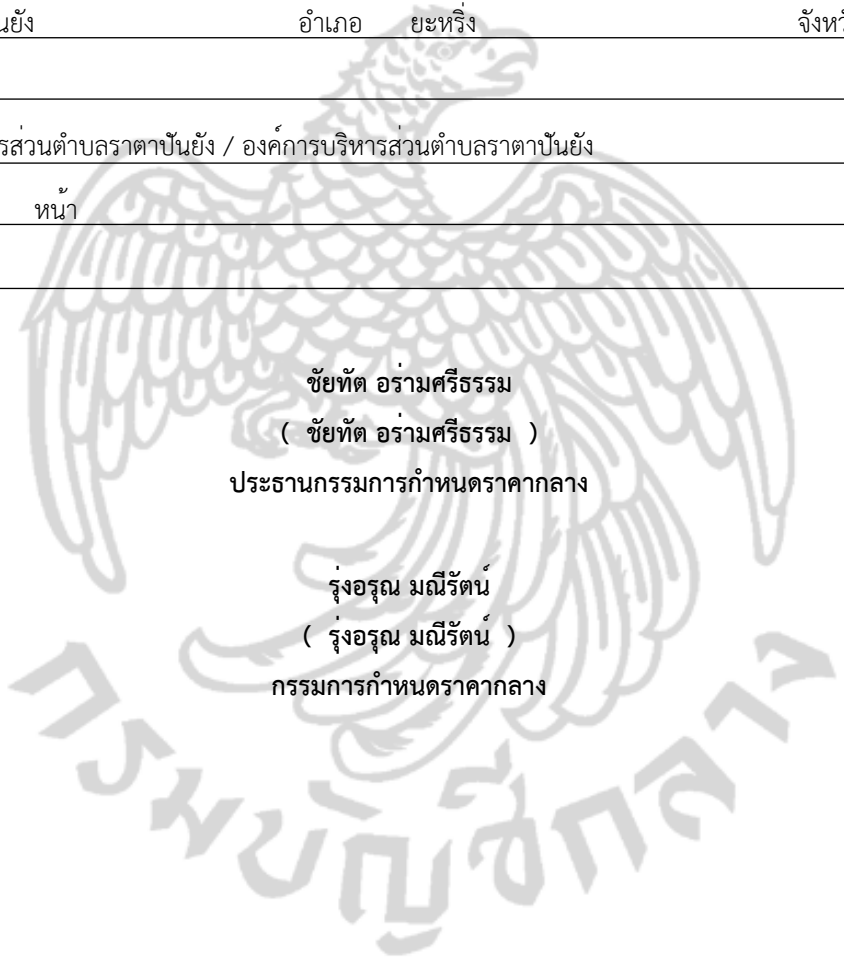 นยัง อำเภอ ยะหริ่ง จังหวั
รส่วนตำบลราตาปันยัง / องค์การบริหารส่วนตำบลราตาปันยัง
หน้า
ชัยทัต อร่ามศรีธรรม
( ชัยทัต อร่ามศรีธรรม )
ประธานกรรมการกำหนดราคากลาง
รุ่งอรุณ มณีรัตน์
( รุ่งอรุณ มณีรัตน์ )
กรรมการกำหนดราคากลาง
กรมบัญชีกลาง